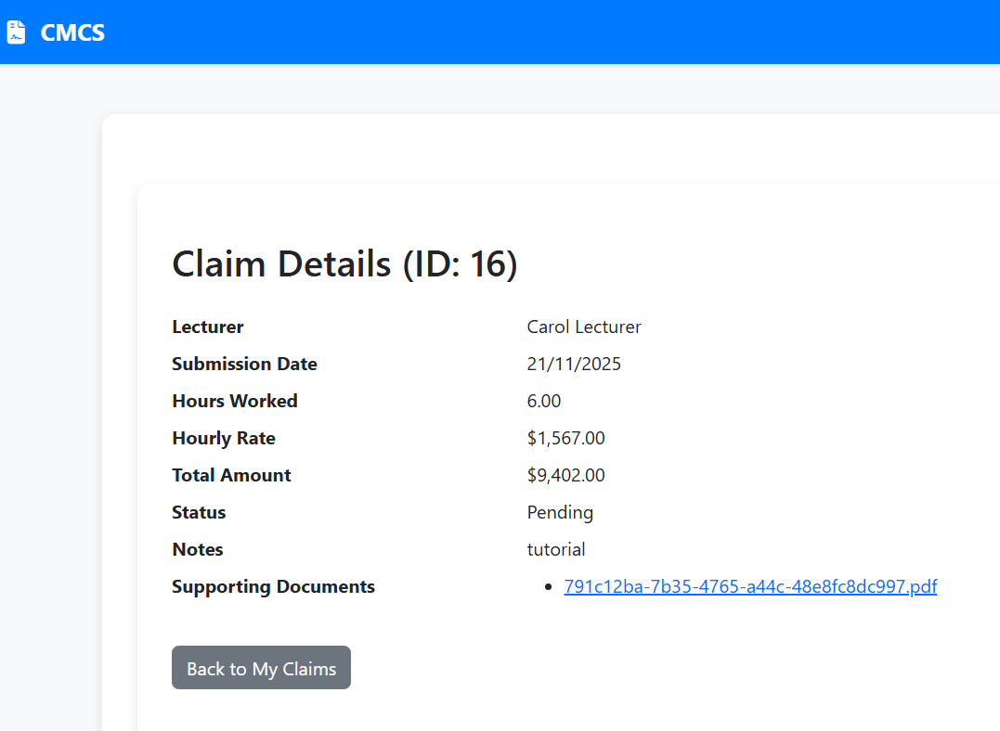 CMCS
Claim Details (ID: 16)
Lecturer Carol Lecturer
Submission Date 21/11/2025
Hours Worked 6.00
Hourly Rate $1,567.00
Total Amount $9,402.00
Status Pending
Notes tutorial
Supporting Documents • 791c12ba-7b35-4765-a44c-48e8fc8dc997.pdf
Back to My Claims